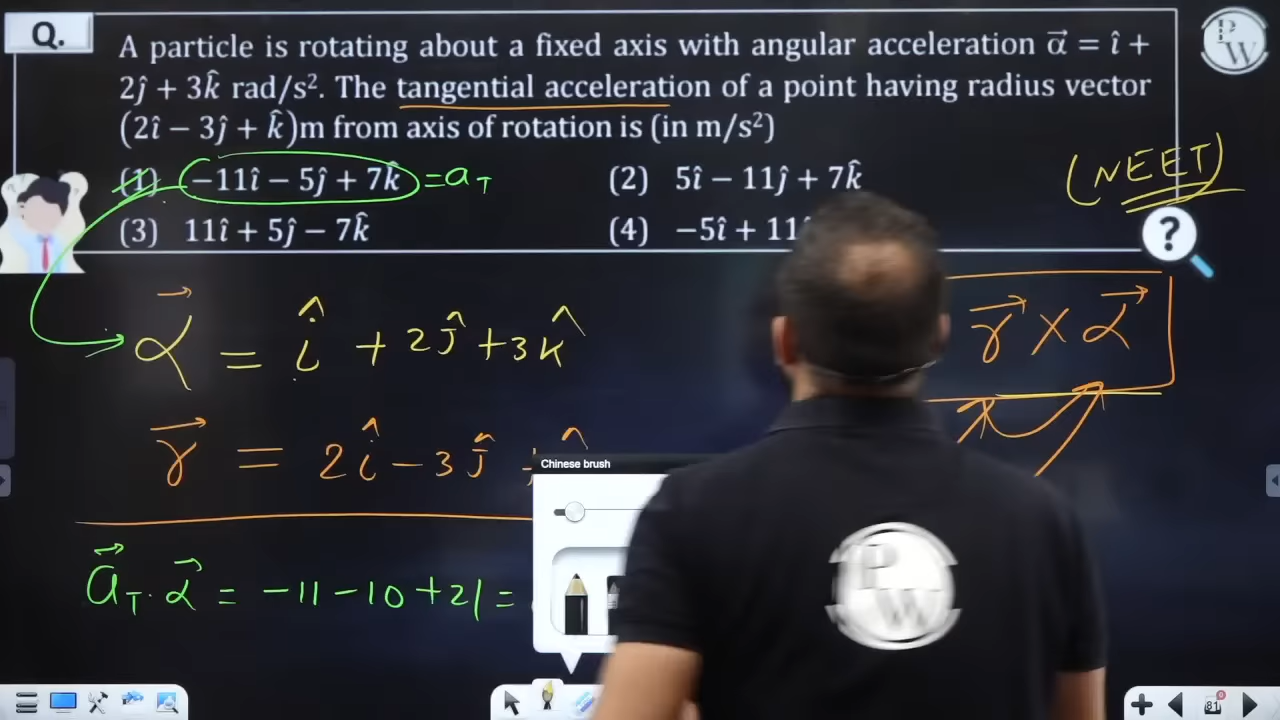 Q.
A particle is rotating about a fixed axis with angular acceleration α⃗ = î +
2ĵ + 3k̂ rad/s². The tangential acceleration of a point having radius vector
(2î − 3ĵ + k̂)m from axis of rotation is (in m/s²)
(1) −11î − 5ĵ + 7k̂ = a_T
(2) 5î − 11ĵ + 7k̂
(3) 11î + 5ĵ − 7k̂
(4) −5î + 11
(NEET)
?
P W
α⃗ = î + 2ĵ + 3k̂
r⃗ × α⃗
r⃗ = 2î − 3ĵ
Chinese brush
a⃗_T · α⃗ = −11 − 10 + 21 =
P W
81